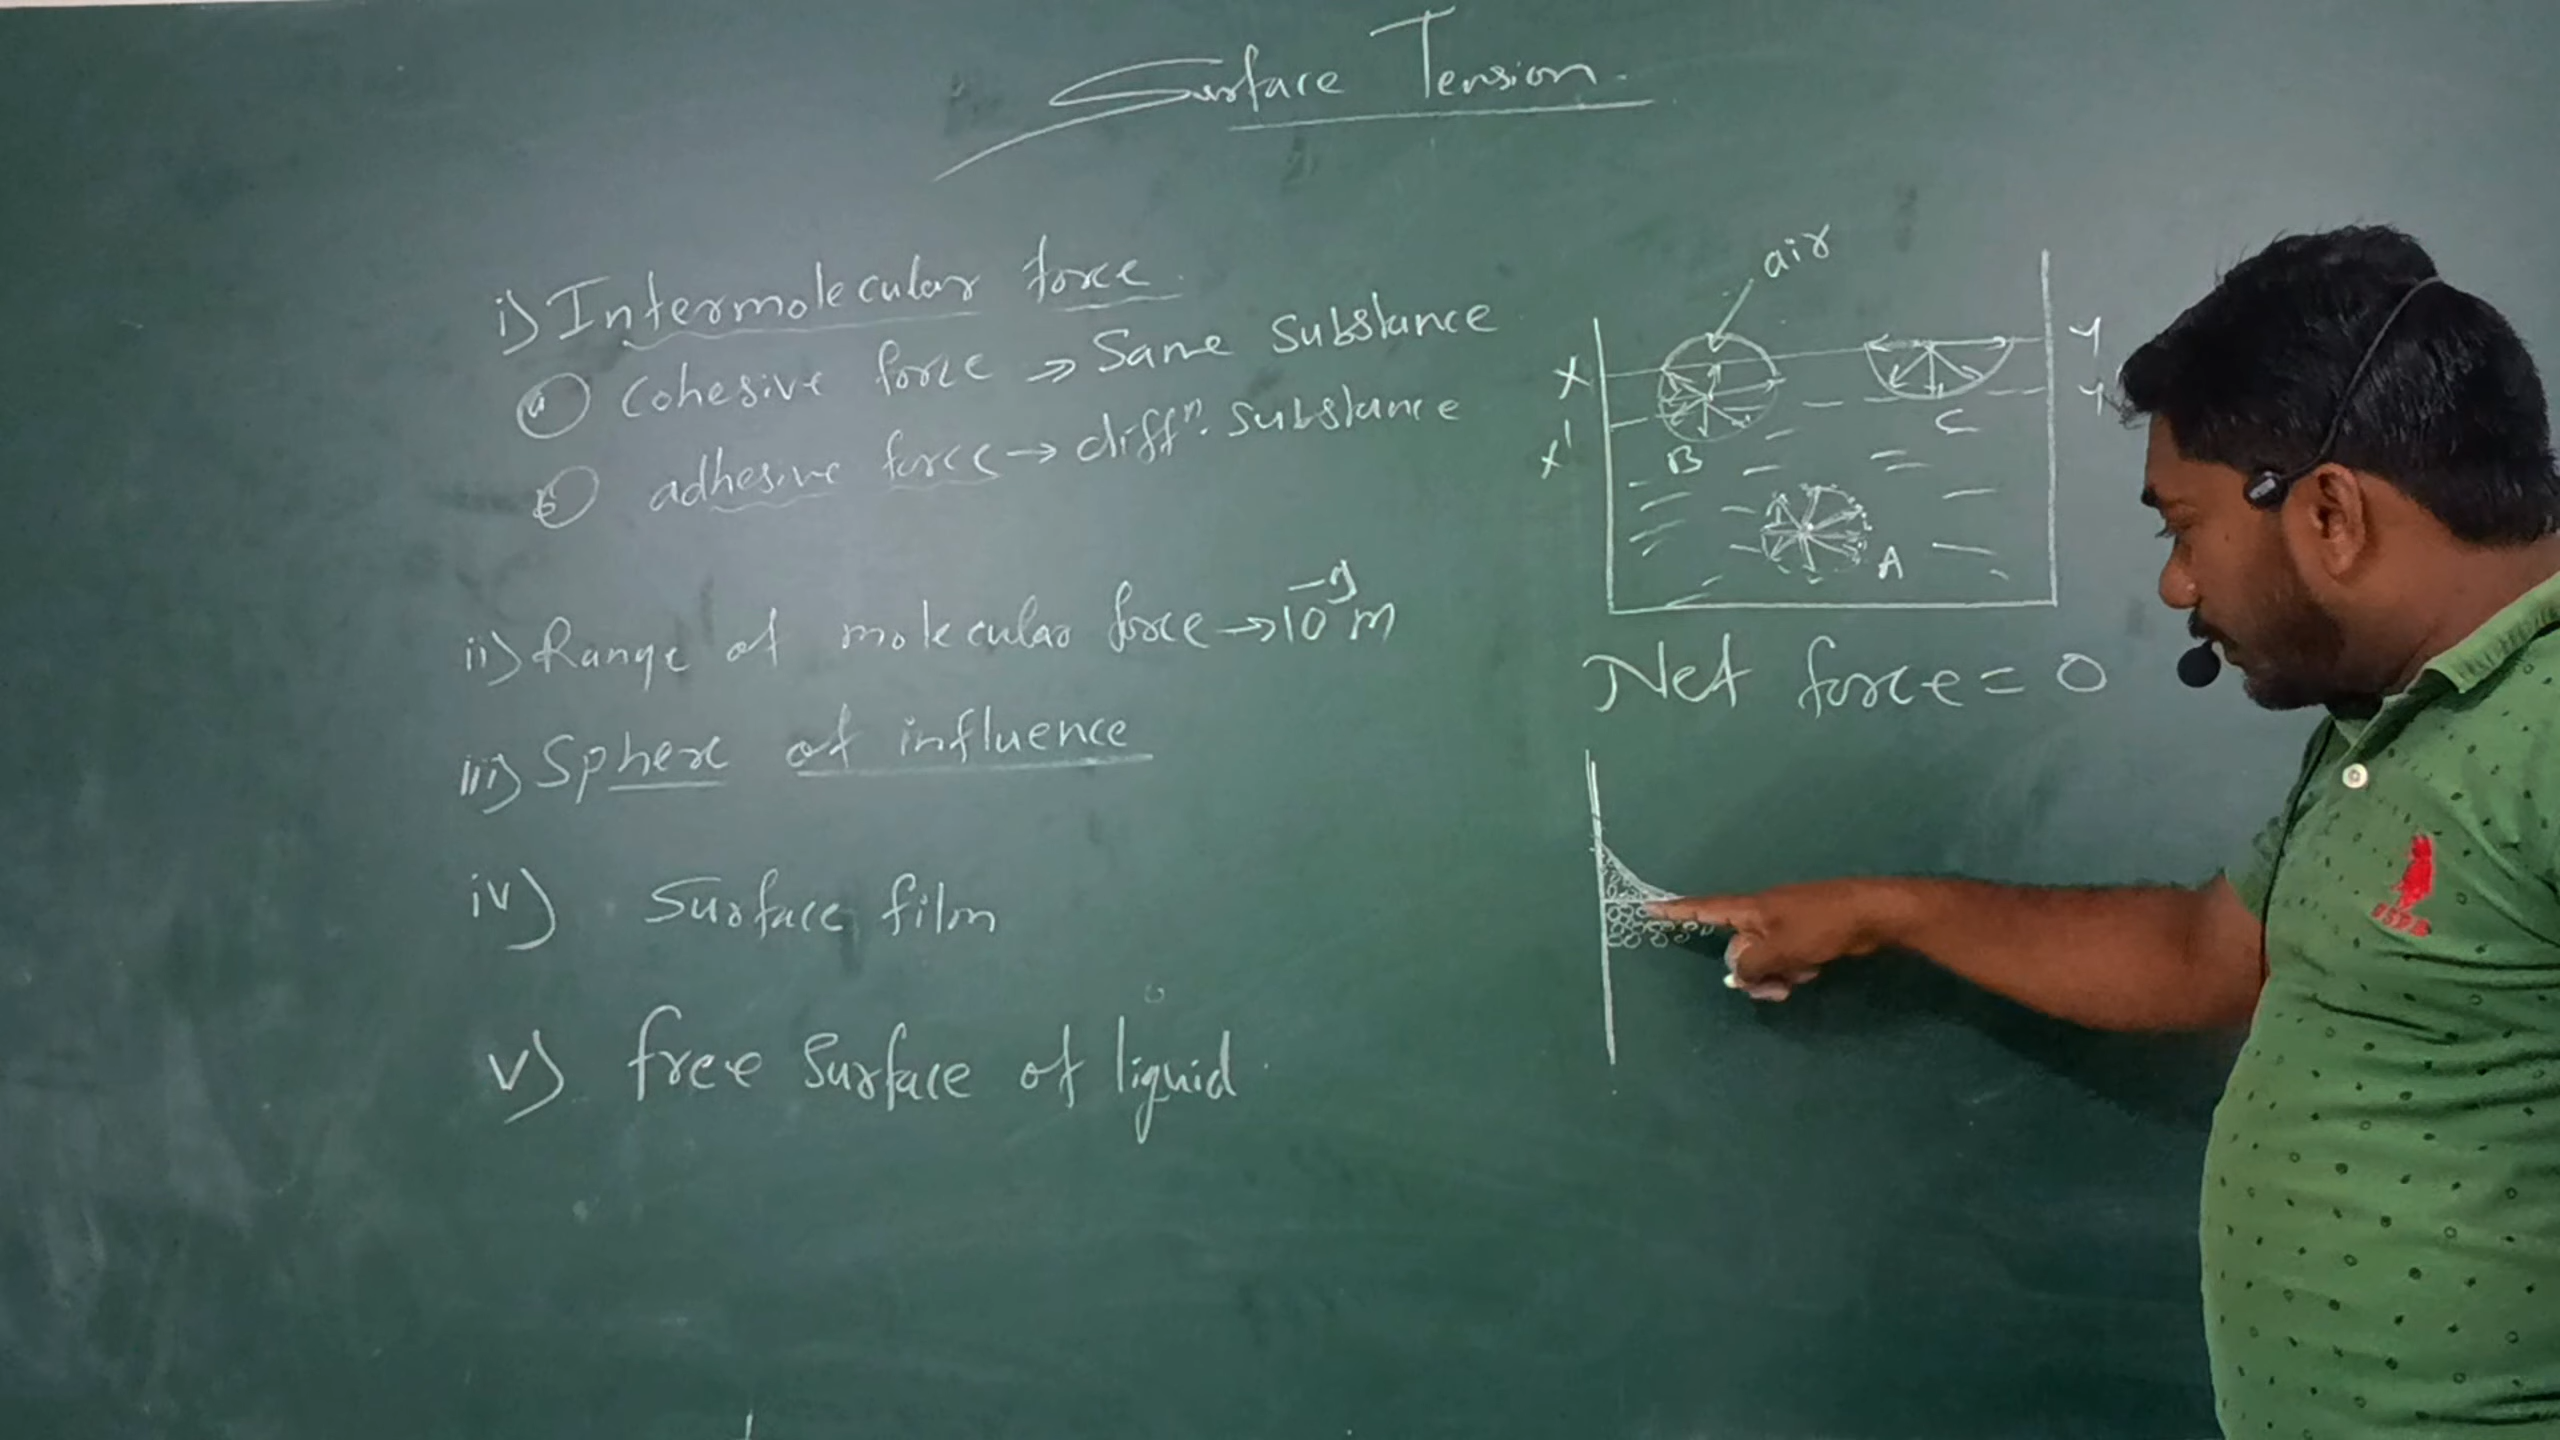 Surface Tension.
i) Intermolecular force.
a) Cohesive force → Same Substance
b) adhesive force → diffn. substance
ii) Range of molecular force → 10⁻⁹ m
iii) Sphere of influence
iv) Surface film
v) free surface of liquid.
air
X Y
X' Y
B C
A
Net force = 0